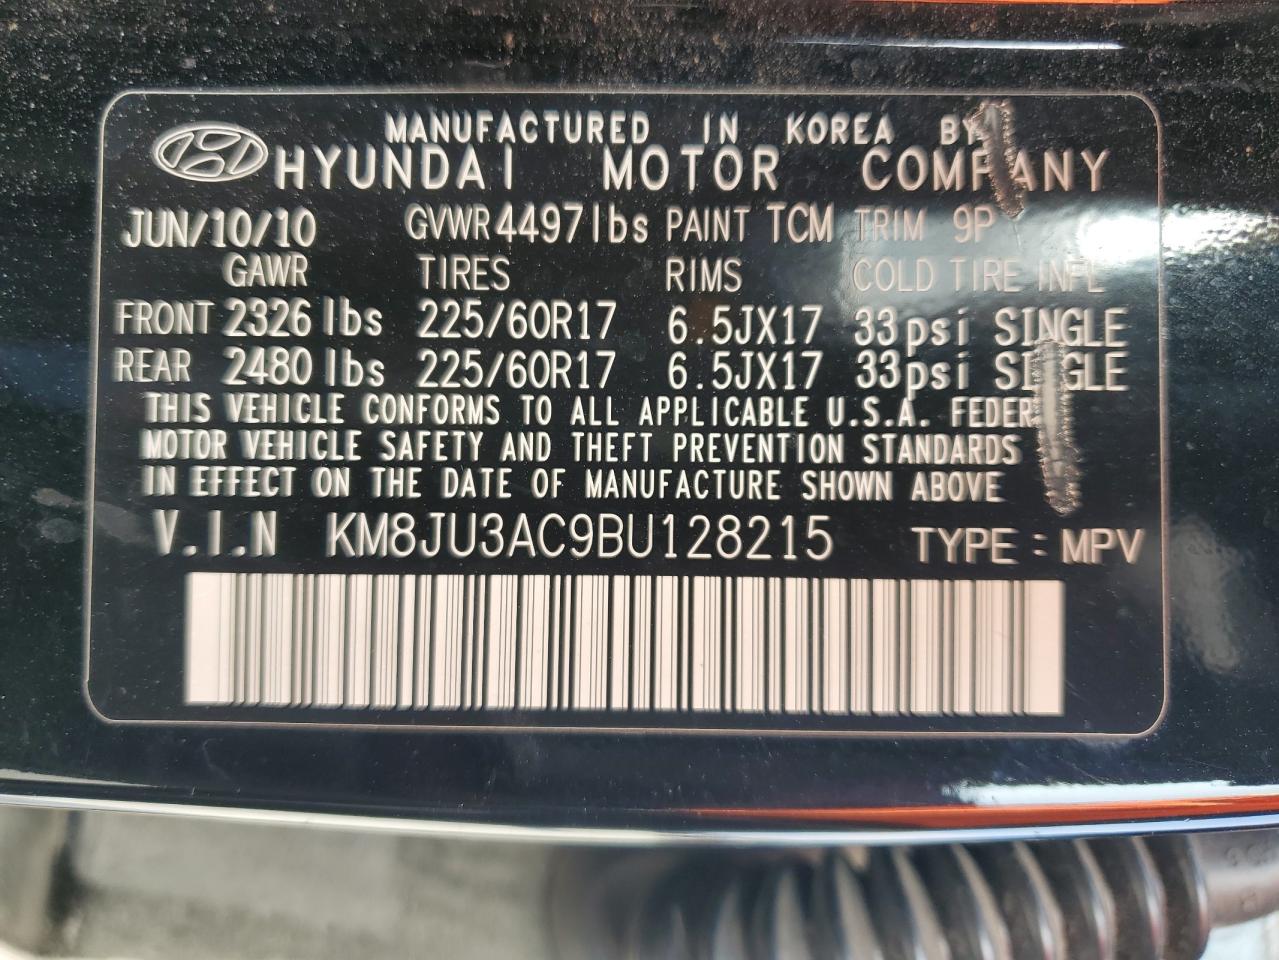 MANUFACTURED IN KOREA BY
HYUNDAI MOTOR COMPANY
JUN/10/10 GVWR 4497lbs PAINT TCM TRIM 9P
GAWR TIRES RIMS COLD TIRE INFL
FRONT 2326 lbs 225/60R17 6.5JX17 33psi SINGLE
REAR 2480 lbs 225/60R17 6.5JX17 33psi SINGLE
THIS VEHICLE CONFORMS TO ALL APPLICABLE U.S.A. FEDER
MOTOR VEHICLE SAFETY AND THEFT PREVENTION STANDARDS
IN EFFECT ON THE DATE OF MANUFACTURE SHOWN ABOVE
V.I.N KM8JU3AC9BU128215 TYPE : MPV